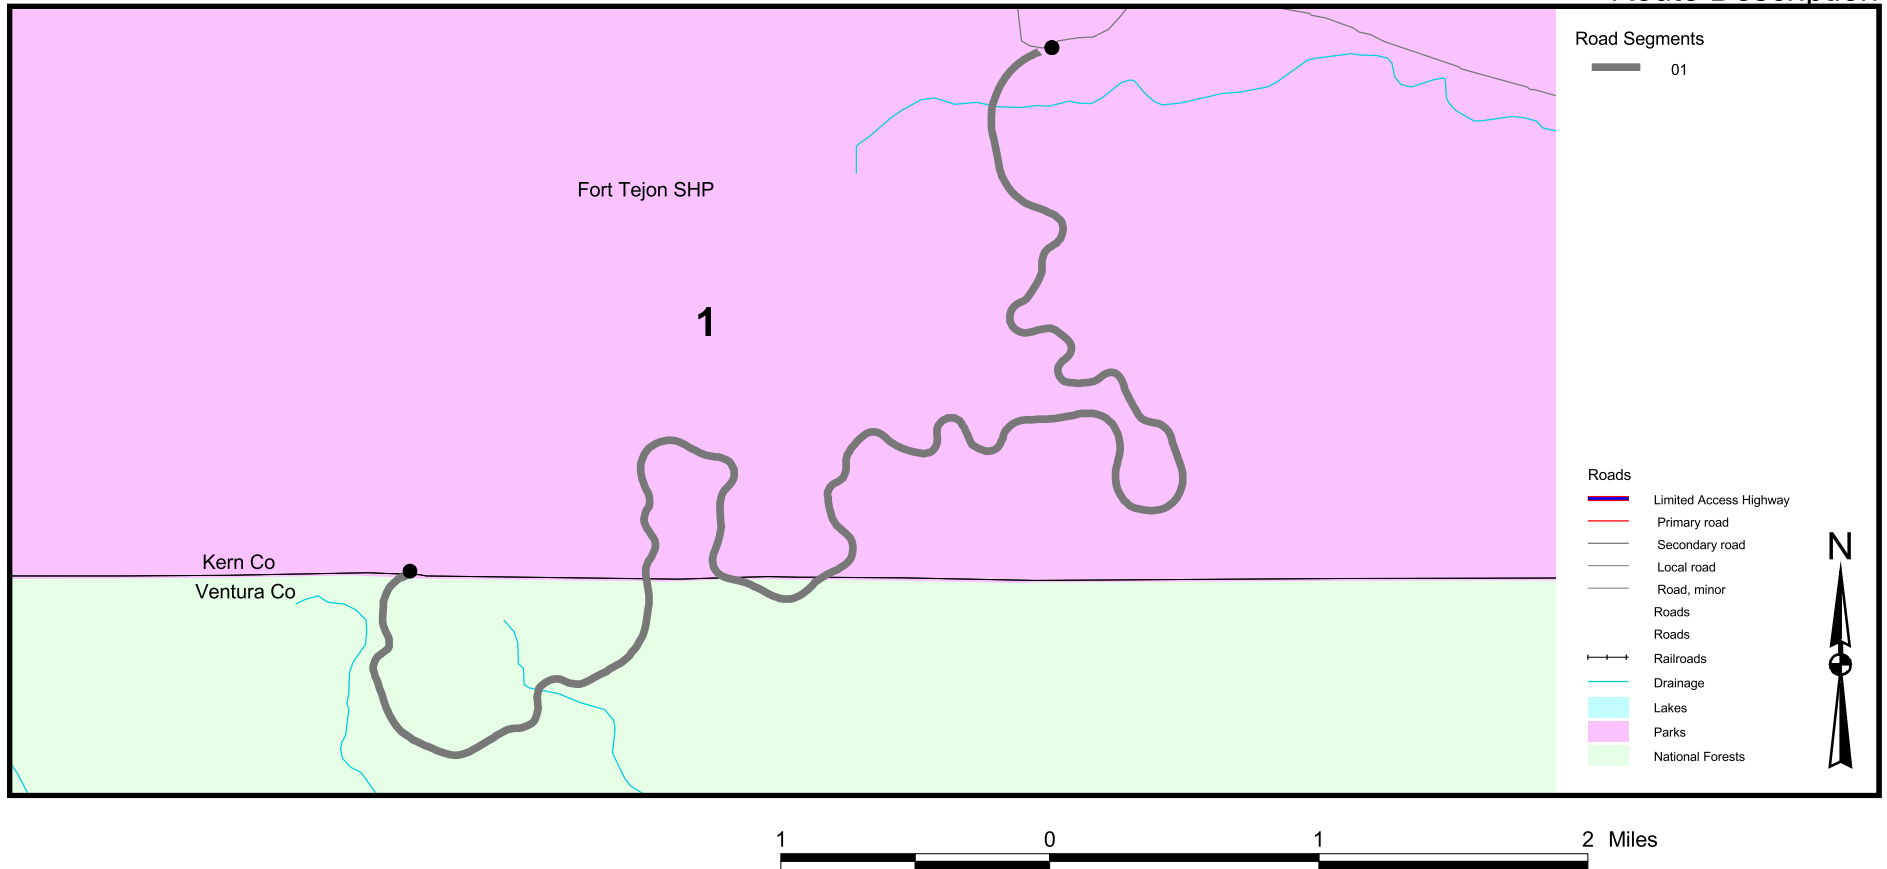 Road Segments
01
Fort Tejon SHP
1
Kern Co
Ventura Co
Roads
Limited Access Highway
Primary road
Secondary road
Local road
Road, minor
Roads
Roads
Railroads
Drainage
Lakes
Parks
National Forests
N
1 0 1 2 Miles